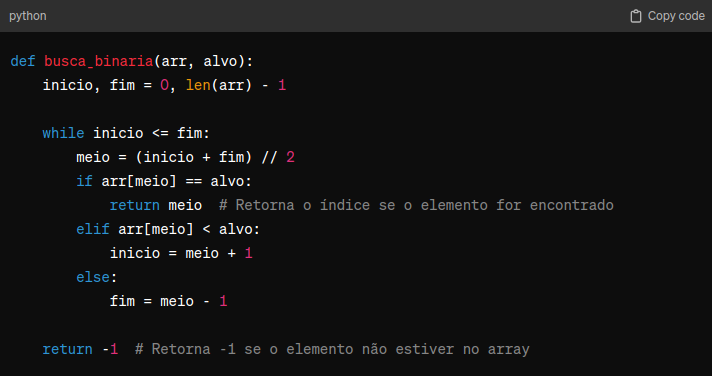 python
Copy code
def busca_binaria(arr, alvo):
    inicio, fim = 0, len(arr) - 1

    while inicio <= fim:
        meio = (inicio + fim) // 2
        if arr[meio] == alvo:
            return meio  # Retorna o índice se o elemento for encontrado
        elif arr[meio] < alvo:
            inicio = meio + 1
        else:
            fim = meio - 1

    return -1  # Retorna -1 se o elemento não estiver no array